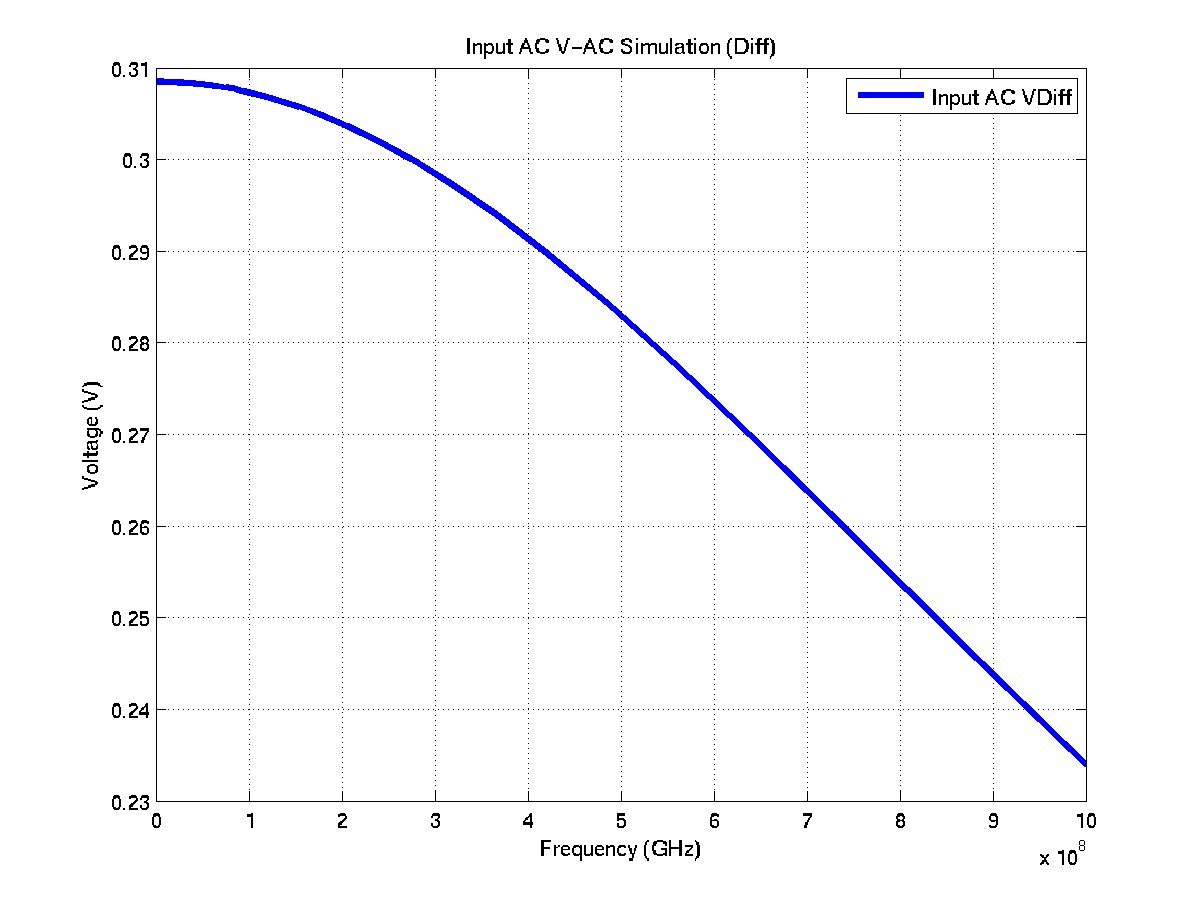 Input AC V−AC Simulation (Diff)
0.31
Input AC VDiff
0.3
0.29
0.28
0.27
Voltage (V)
0.26
0.25
0.24
0.23
0 1 2 3 4 5 6 7 8 9 10
Frequency (GHz)
x 10^8